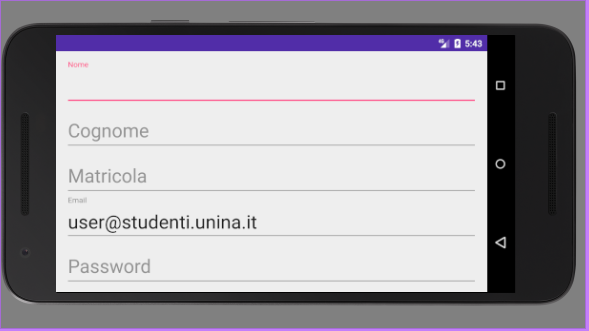 5:43
Nome
Cognome
Matricola
Email
user@studenti.unina.it
Password